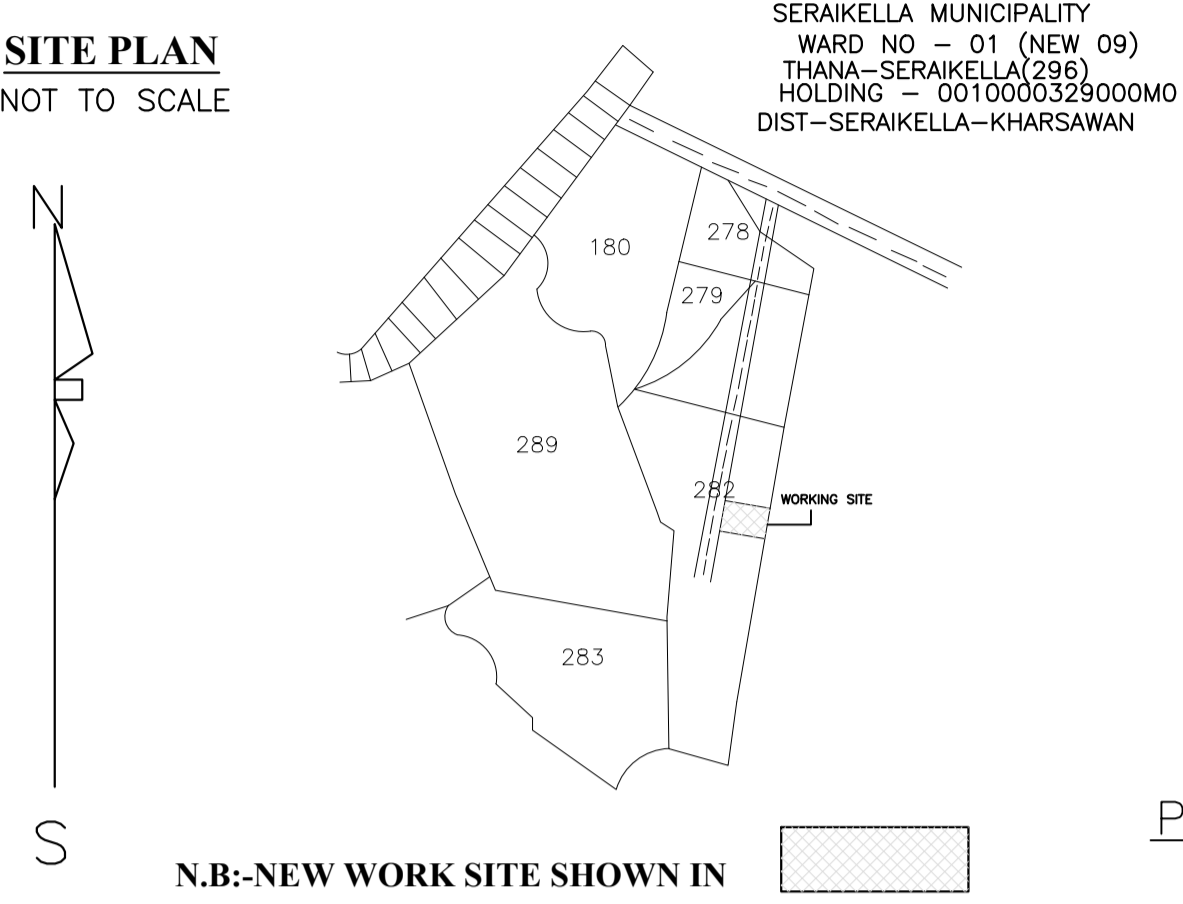 SITE PLAN
NOT TO SCALE
SERAIKELLA MUNICIPALITY
WARD NO - 01 (NEW 09)
THANA-SERAIKELLA(296)
HOLDING - 0010000329000M0
DIST-SERAIKELLA-KHARSAWAN
N
180
278
279
289
282
WORKING SITE
283
S
P
N.B:-NEW WORK SITE SHOWN IN